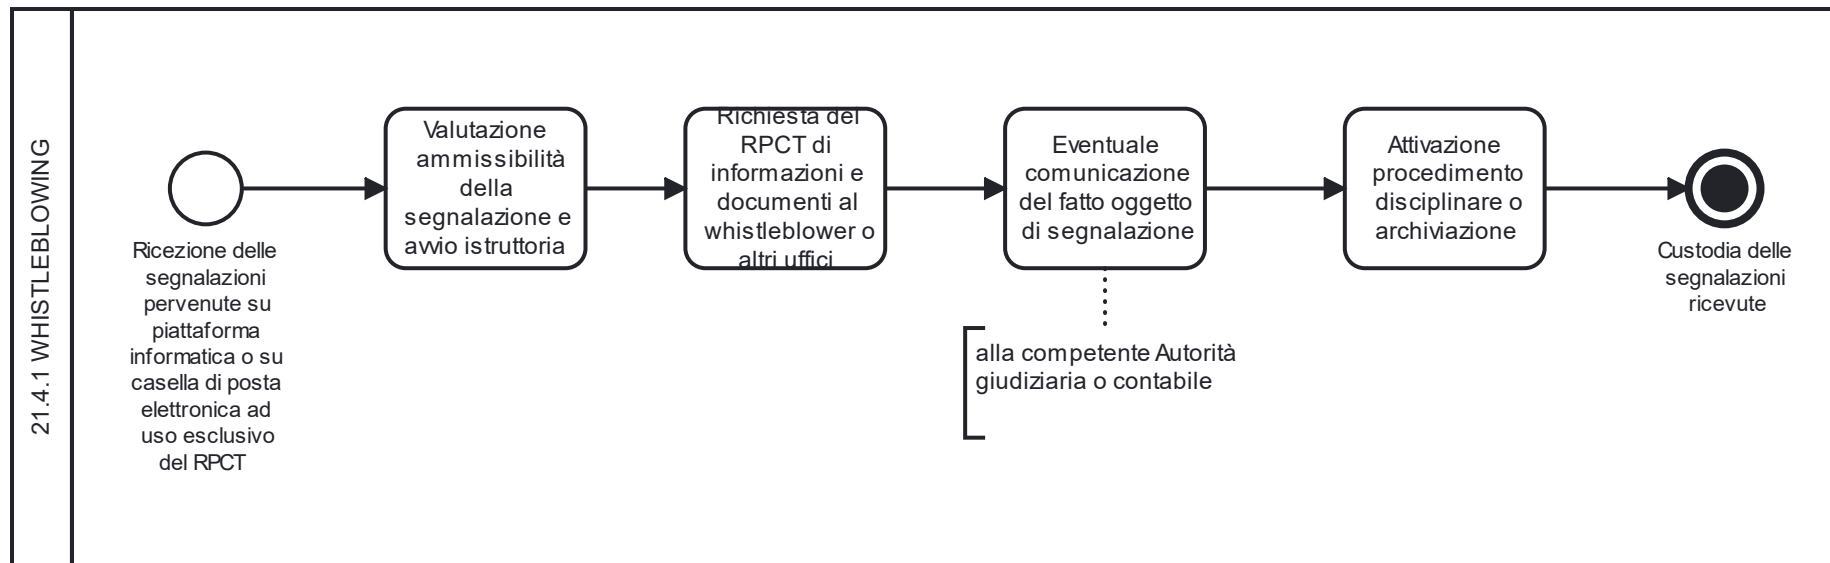 21.4.1 WHISTLEBLOWING
Ricezione delle
segnalazioni
pervenute su
piattaforma
informatica o su
casella di posta
elettronica ad
uso esclusivo
del RPCT
Valutazione
ammissibilità
della
segnalazione e
avvio istruttoria
Richiesta del
RPCT di
informazioni e
documenti al
whistleblower o
altri uffici
Eventuale
comunicazione
del fatto oggetto
di segnalazione
alla competente Autorità
giudiziaria o contabile
Attivazione
procedimento
disciplinare o
archiviazione
Custodia delle
segnalazioni
ricevute